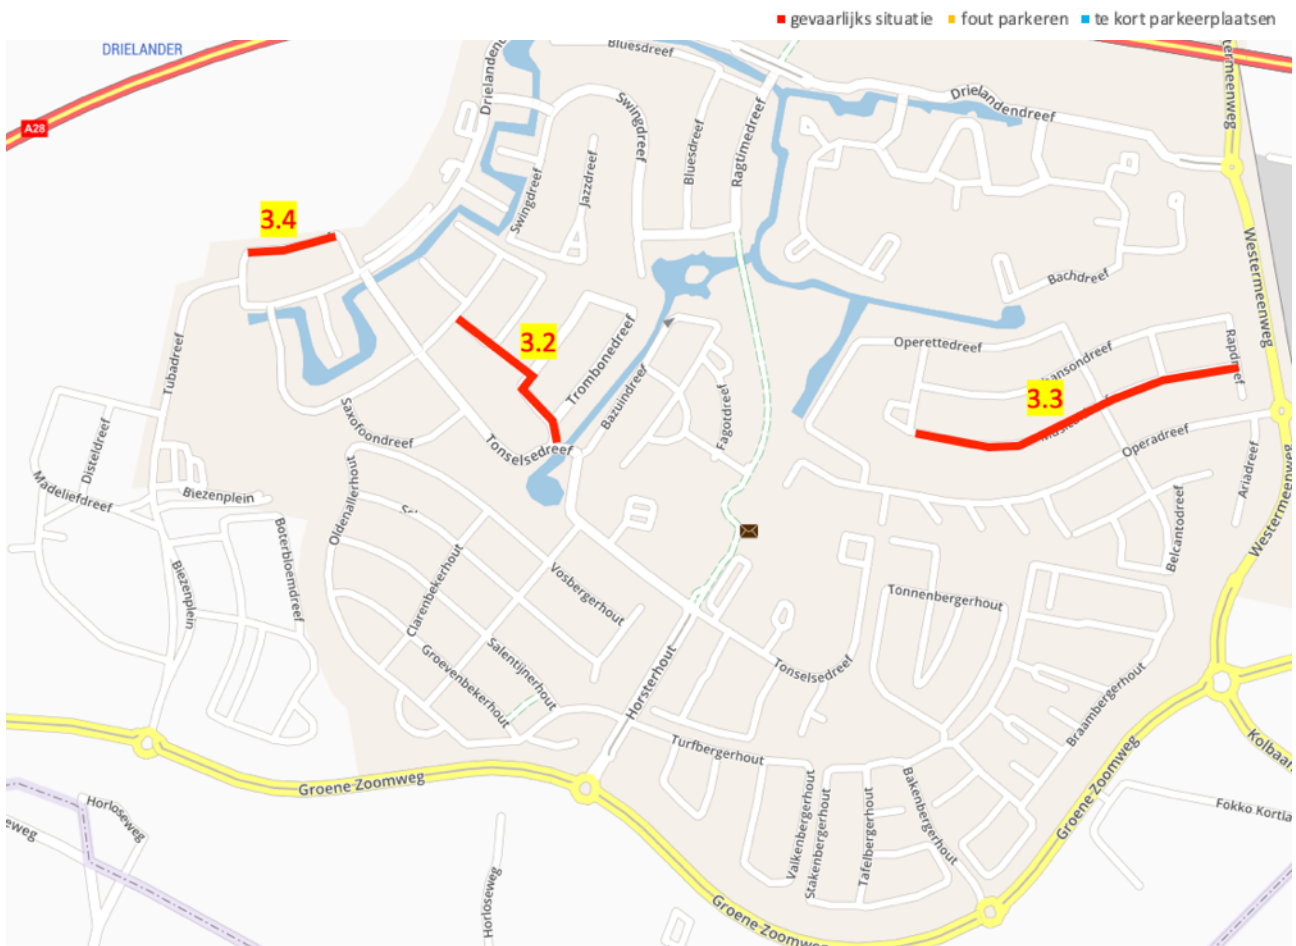 gevaarlijks situatie fout parkeren te kort parkeerplaatsen
DRIELANDER
A28
Bluesdreef
Swingdreef
Drielandendreef
Westermeenweg
Bluesdreef
Ragtimedreef
Jazzdreef
Swingdreef
3.4
Westermeenweg
Bachdreef
3.2
Operettedreef
Rapdreef
Tubadreef
Trombonedreef
Bazuindreef
3.3
Fagotdreef
Saxofoondreef
Tonselsedreef
Operadreef
Ariadreef
Disteldreef
Madeliefdreef
Biezenplein
Oldenallerhout
Boterbloemdreef
Belcantodreef
Westermeenweg
Biezenplein
Clarenbekerhout
Vosbergerhout
Tonnenbergerhout
Salentijnerhout
Groevenbekerhout
Horsterhout
Tonselsedreef
Braambergerhout
Turfbergerhout
Groene Zoomweg
Groene Zoomweg
Bakenbergerhout
Valkenbergerhout
Stakenbergerhout
Tafelbergerhout
Horloseweg
Fokko Kortla
Horloseweg
Groene Zoomweg